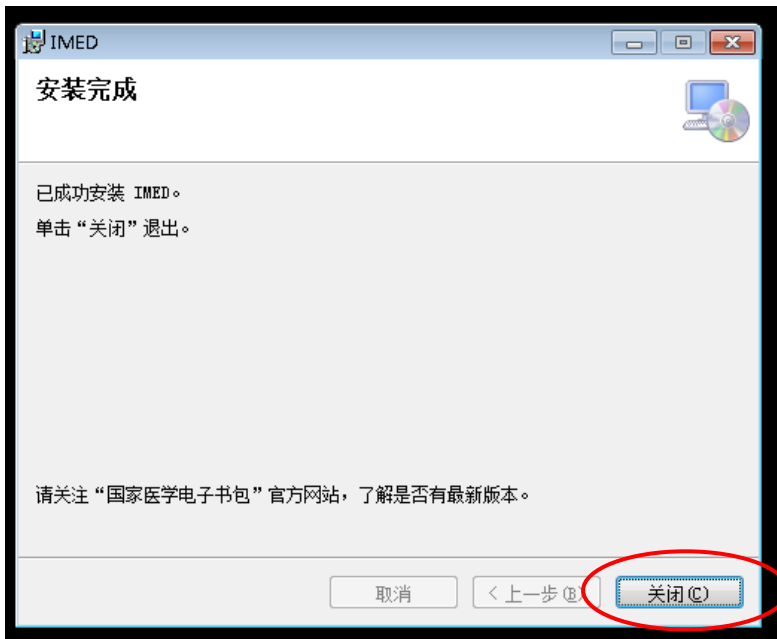 IMED
安装完成
已成功安装 IMED。
单击“关闭”退出。
请关注“国家医学电子书包”官方网站，了解是否有最新版本。
取消
< 上一步(B)
关闭(C)